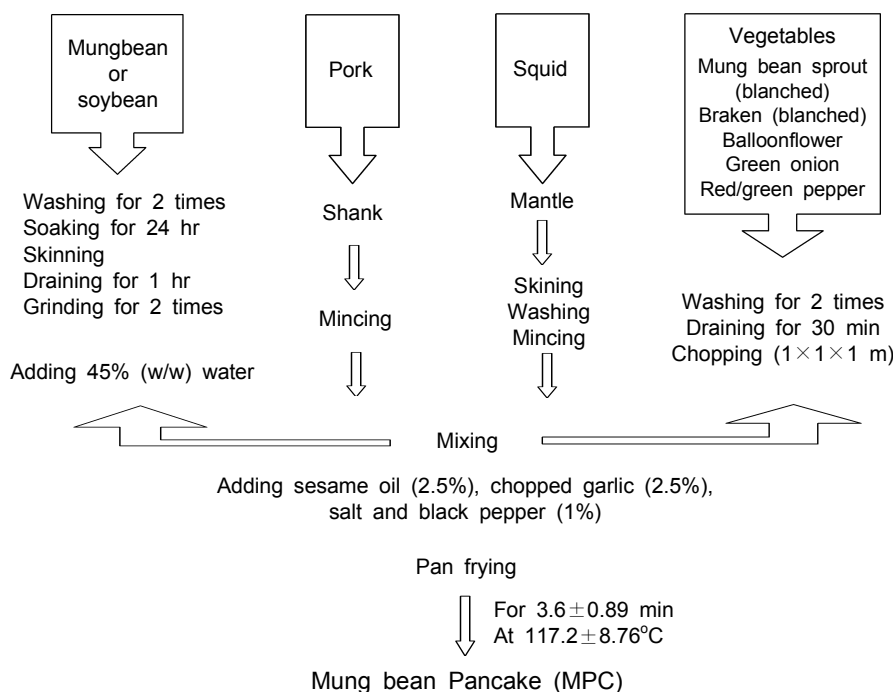 Mungbean
or
soybean
Washing for 2 times
Soaking for 24 hr
Skinning
Draining for 1 hr
Grinding for 2 times
Adding 45% (w/w) water
Pork
Shank
Mincing
Squid
Mantle
Skining
Washing
Mincing
Vegetables
Mung bean sprout
(blanched)
Braken (blanched)
Balloonflower
Green onion
Red/green pepper
Washing for 2 times
Draining for 30 min
Chopping (1×1×1 m)
Mixing
Adding sesame oil (2.5%), chopped garlic (2.5%),
salt and black pepper (1%)
Pan frying
For 3.6±0.89 min
At 117.2±8.76°C
Mung bean Pancake (MPC)